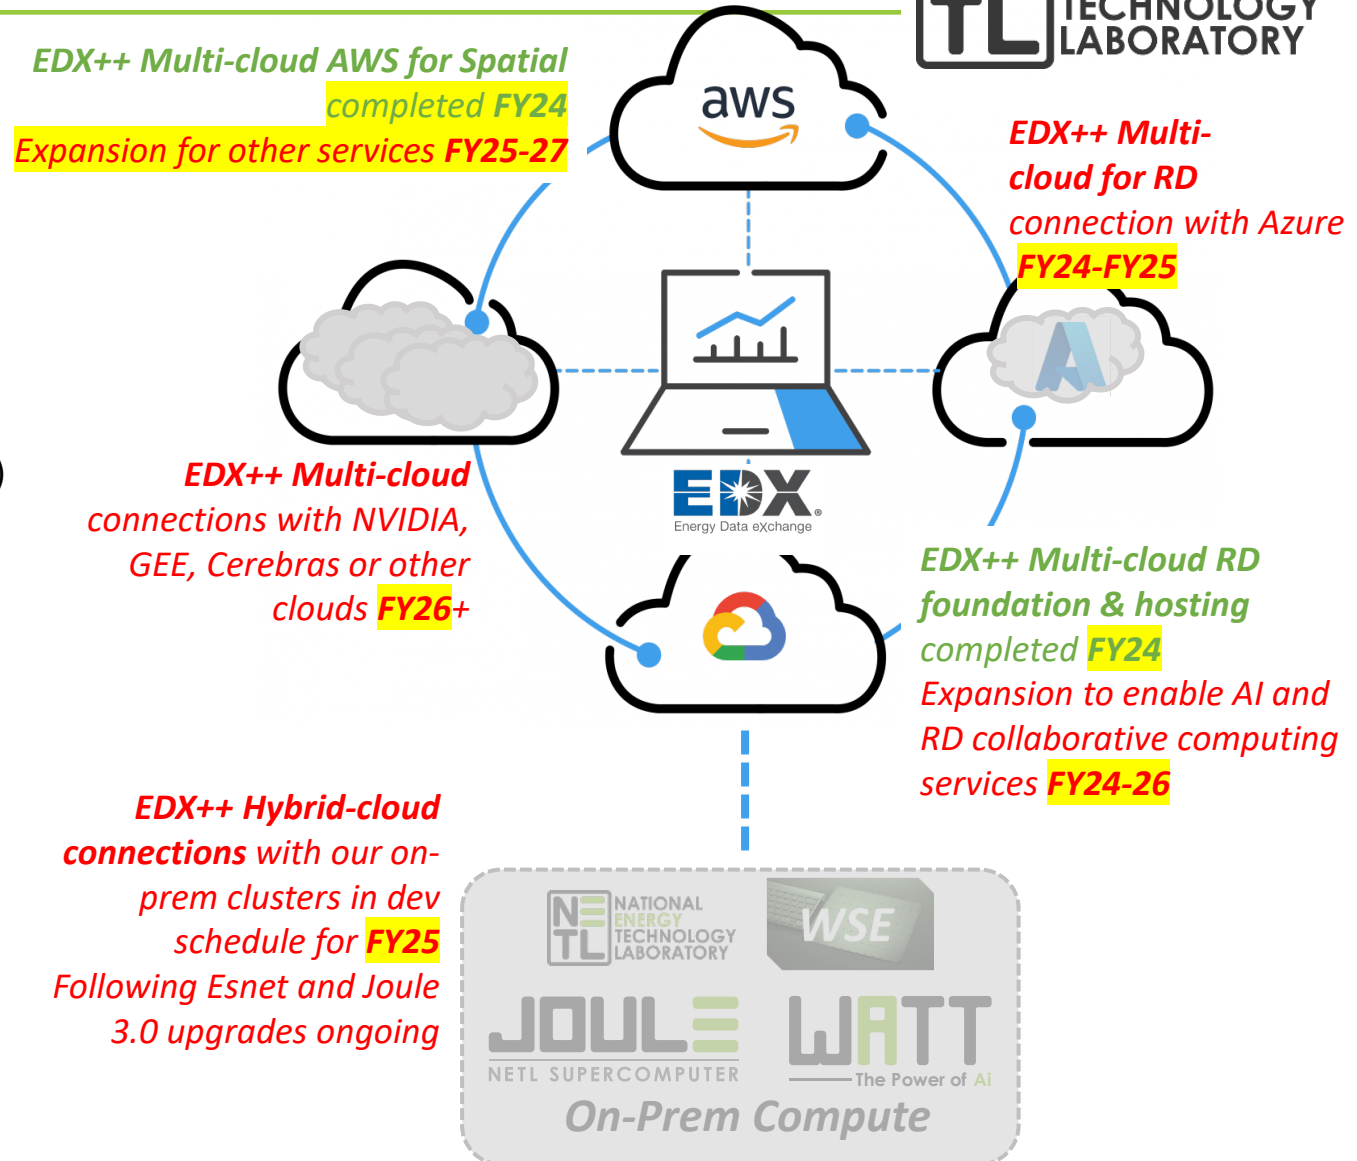 TL TECHNOLOGY
LABORATORY
EDX++ Multi-cloud AWS for Spatial
completed FY24
Expansion for other services FY25-27
aws
EDX++ Multi-
cloud for RD
connection with Azure
FY24-FY25
EDX++ Multi-cloud
connections with NVIDIA,
GEE, Cerebras or other
clouds FY26+
EDX®
Energy Data eXchange
EDX++ Multi-cloud RD
foundation & hosting
completed FY24
Expansion to enable AI and
RD collaborative computing
services FY24-26
EDX++ Hybrid-cloud
connections with our on-
prem clusters in dev
schedule for FY25
Following Esnet and Joule
3.0 upgrades ongoing
NE
TL
NATIONAL
ENERGY
TECHNOLOGY
LABORATORY
WSE
JOULE
NETL SUPERCOMPUTER
WATT
The Power of Ai
On-Prem Compute